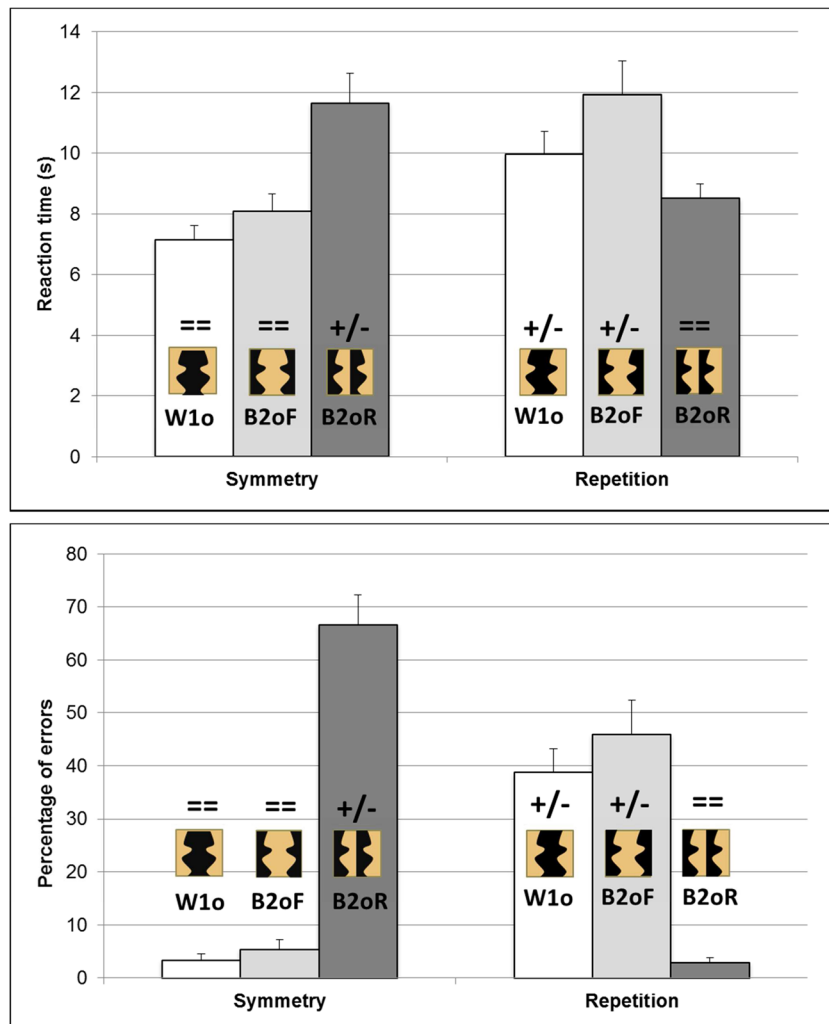 14
12
10
8
6
4
2
0
Reaction time (s)
== == +/-
W1o B2oF B2oR
+/- +/- ==
W1o B2oF B2oR
Symmetry Repetition
80
70
60
50
40
30
20
10
0
Percentage of errors
== == +/-
W1o B2oF B2oR
+/- +/- ==
W1o B2oF B2oR
Symmetry Repetition